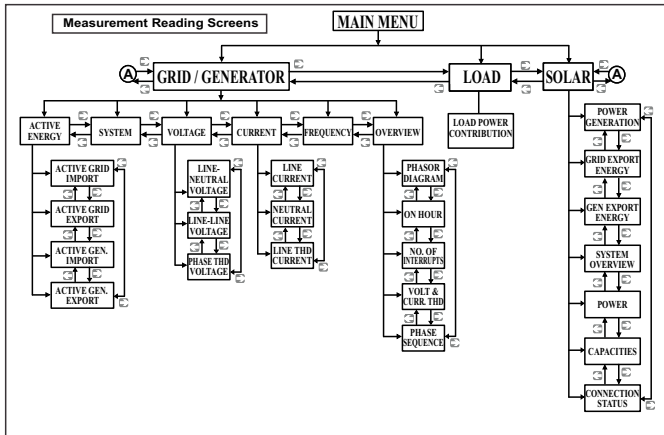 Measurement Reading Screens
MAIN MENU
A
GRID / GENERATOR
LOAD
SOLAR
A
LOAD POWER
CONTRIBUTION
ACTIVE
ENERGY
SYSTEM
VOLTAGE
CURRENT
FREQUENCY
OVERVIEW
ACTIVE GRID
IMPORT
ACTIVE GRID
EXPORT
ACTIVE GEN.
IMPORT
ACTIVE GEN.
EXPORT
LINE-
NEUTRAL
VOLTAGE
LINE-LINE
VOLTAGE
PHASE THD
VOLTAGE
LINE
CURRENT
NEUTRAL
CURRENT
LINE THD
CURRENT
PHASOR
DIAGRAM
ON HOUR
NO. OF
INTERRUPTS
VOLT &
CURR. THD
PHASE
SEQUENCE
POWER
GENERATION
GRID EXPORT
ENERGY
GEN EXPORT
ENERGY
SYSTEM
OVERVIEW
POWER
CAPACITIES
CONNECTION
STATUS